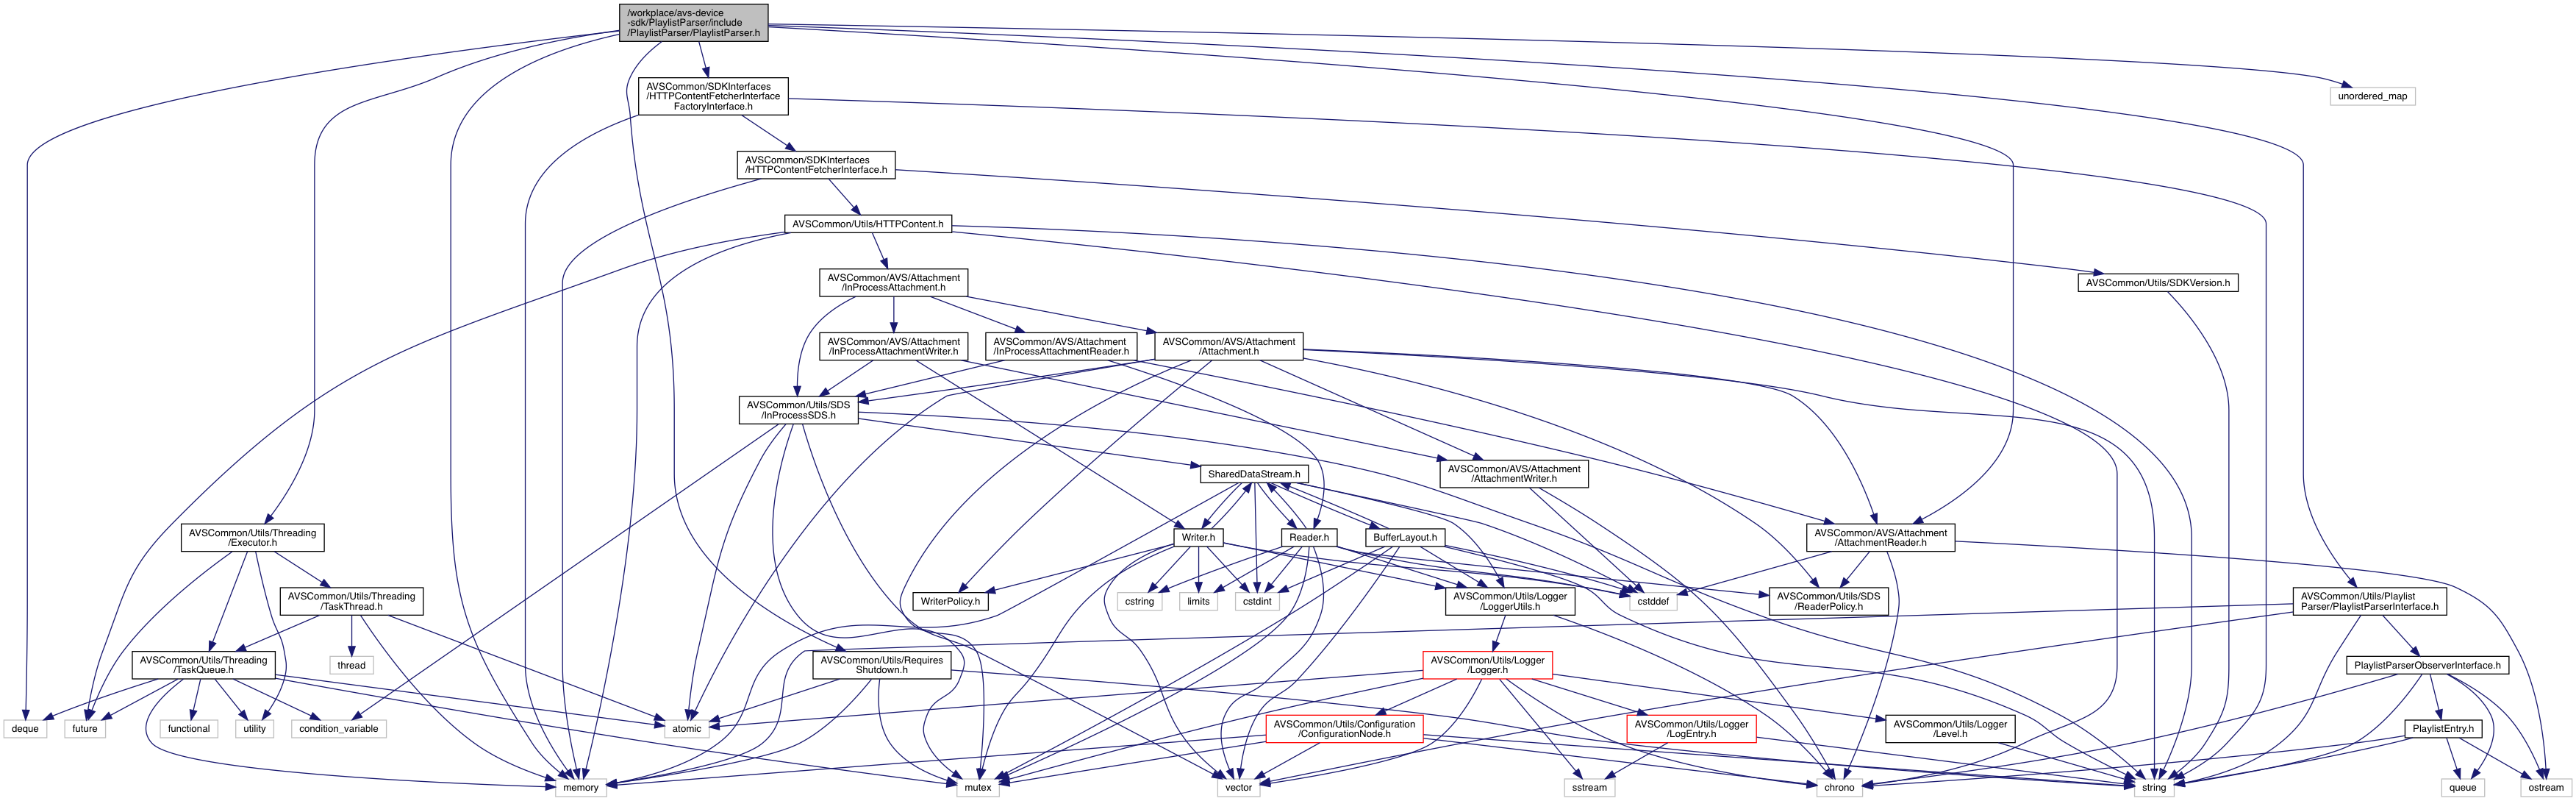 /workplace/avs-device
-sdk/PlaylistParser/include
/PlaylistParser/PlaylistParser.h
AVSCommon/SDKInterfaces
/HTTPContentFetcherInterface
FactoryInterface.h
unordered_map
AVSCommon/SDKInterfaces
/HTTPContentFetcherInterface.h
AVSCommon/Utils/HTTPContent.h
AVSCommon/AVS/Attachment
/InProcessAttachment.h
AVSCommon/Utils/SDKVersion.h
AVSCommon/AVS/Attachment
/InProcessAttachmentWriter.h
AVSCommon/AVS/Attachment
/InProcessAttachmentReader.h
AVSCommon/AVS/Attachment
/Attachment.h
AVSCommon/Utils/SDS
/InProcessSDS.h
SharedDataStream.h
AVSCommon/AVS/Attachment
/AttachmentWriter.h
AVSCommon/Utils/Threading
/Executor.h
Writer.h
Reader.h
BufferLayout.h
AVSCommon/AVS/Attachment
/AttachmentReader.h
AVSCommon/Utils/Threading
/TaskThread.h
WriterPolicy.h
cstring
limits
cstdint
AVSCommon/Utils/Logger
/LoggerUtils.h
cstddef
AVSCommon/Utils/SDS
/ReaderPolicy.h
AVSCommon/Utils/Playlist
Parser/PlaylistParserInterface.h
AVSCommon/Utils/Threading
/TaskQueue.h
thread
AVSCommon/Utils/Requires
Shutdown.h
AVSCommon/Utils/Logger
/Logger.h
PlaylistParserObserverInterface.h
deque
future
functional
utility
condition_variable
atomic
AVSCommon/Utils/Configuration
/ConfigurationNode.h
AVSCommon/Utils/Logger
/LogEntry.h
AVSCommon/Utils/Logger
/Level.h
PlaylistEntry.h
memory
mutex
vector
sstream
chrono
string
queue
ostream